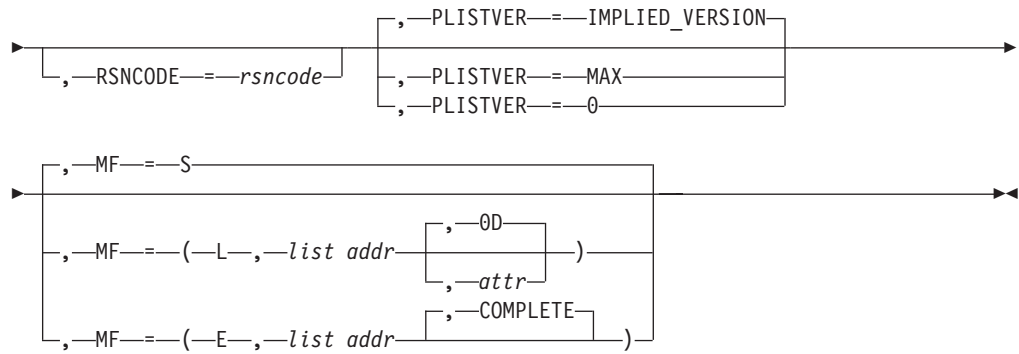 ,—PLISTVER—=—IMPLIED_VERSION
,—RSNCODE—=—rsncode
,—PLISTVER—=—MAX
,—PLISTVER—=—0
,—MF—=—S
,—0D
,—MF—=—(—L—,—list addr—)
,—attr
,—COMPLETE
,—MF—=—(—E—,—list addr—)